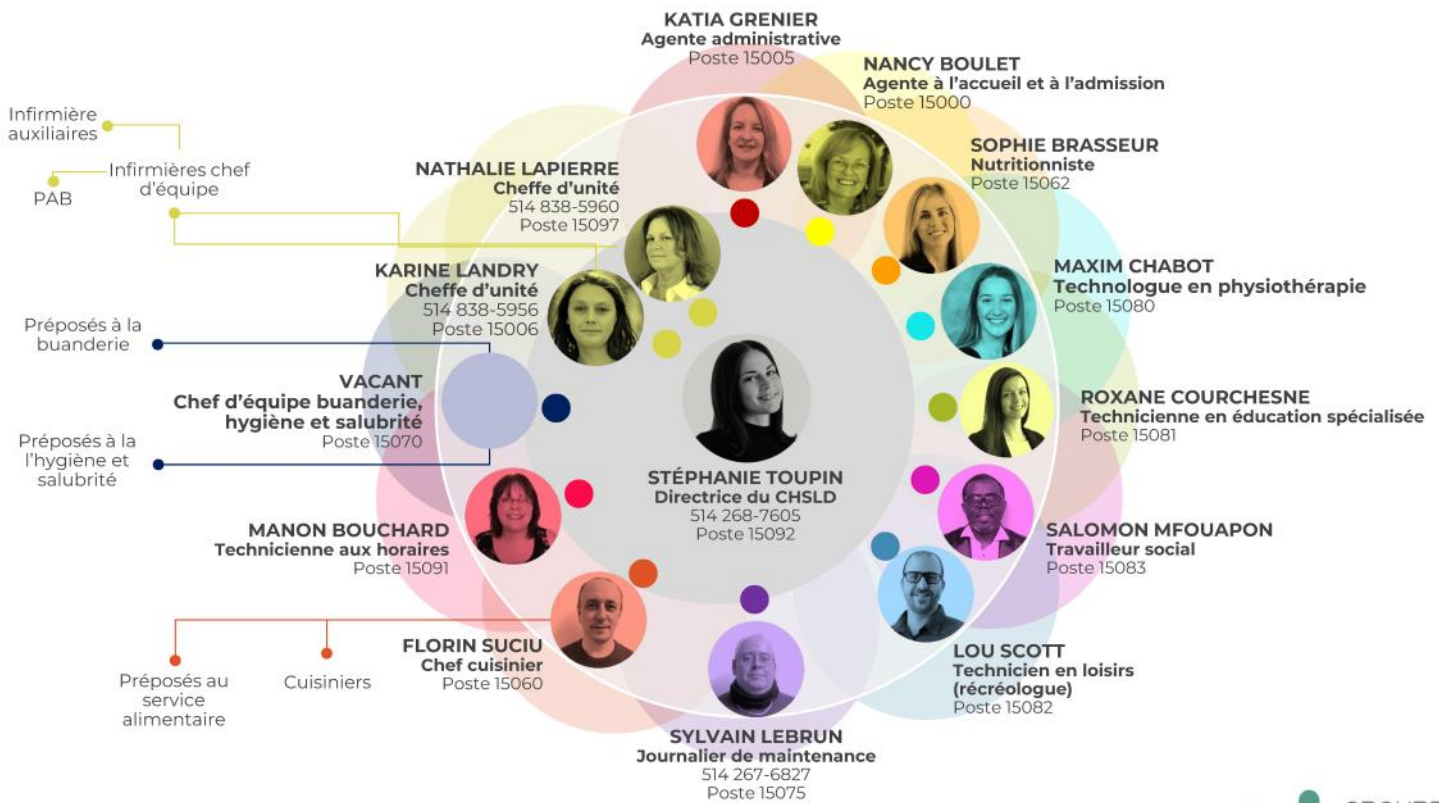 KATIA GRENIER
Agente administrative
Poste 15005
NANCY BOULET
Agente à l'accueil et à l'admission
Poste 15000
SOPHIE BRASSEUR
Nutritionniste
Poste 15062
MAXIM CHABOT
Technologue en physiothérapie
Poste 15080
ROXANE COURCHESNE
Technicienne en éducation spécialisée
Poste 15081
SALOMON MFOUAPON
Travailleur social
Poste 15083
LOU SCOTT
Technicien en loisirs
(récréologue)
Poste 15082
SYLVAIN LEBRUN
Journalier de maintenance
514 267-6827
Poste 15075
FLORIN SUCIU
Chef cuisinier
Poste 15060
Cuisiniers
Préposés au
service
alimentaire
MANON BOUCHARD
Technicienne aux horaires
Poste 15091
VACANT
Chef d'équipe buanderie,
hygiène et salubrité
Poste 15070
Préposés à la
buanderie
Préposés à la
l'hygiène et
salubrité
KARINE LANDRY
Cheffe d'unité
514 838-5956
Poste 15006
NATHALIE LAPIERRE
Cheffe d'unité
514 838-5960
Poste 15097
Infirmière
auxiliaires
Infirmières chef
d'équipe
PAB
STÉPHANIE TOUPIN
Directrice du CHSLD
514 268-7605
Poste 15092